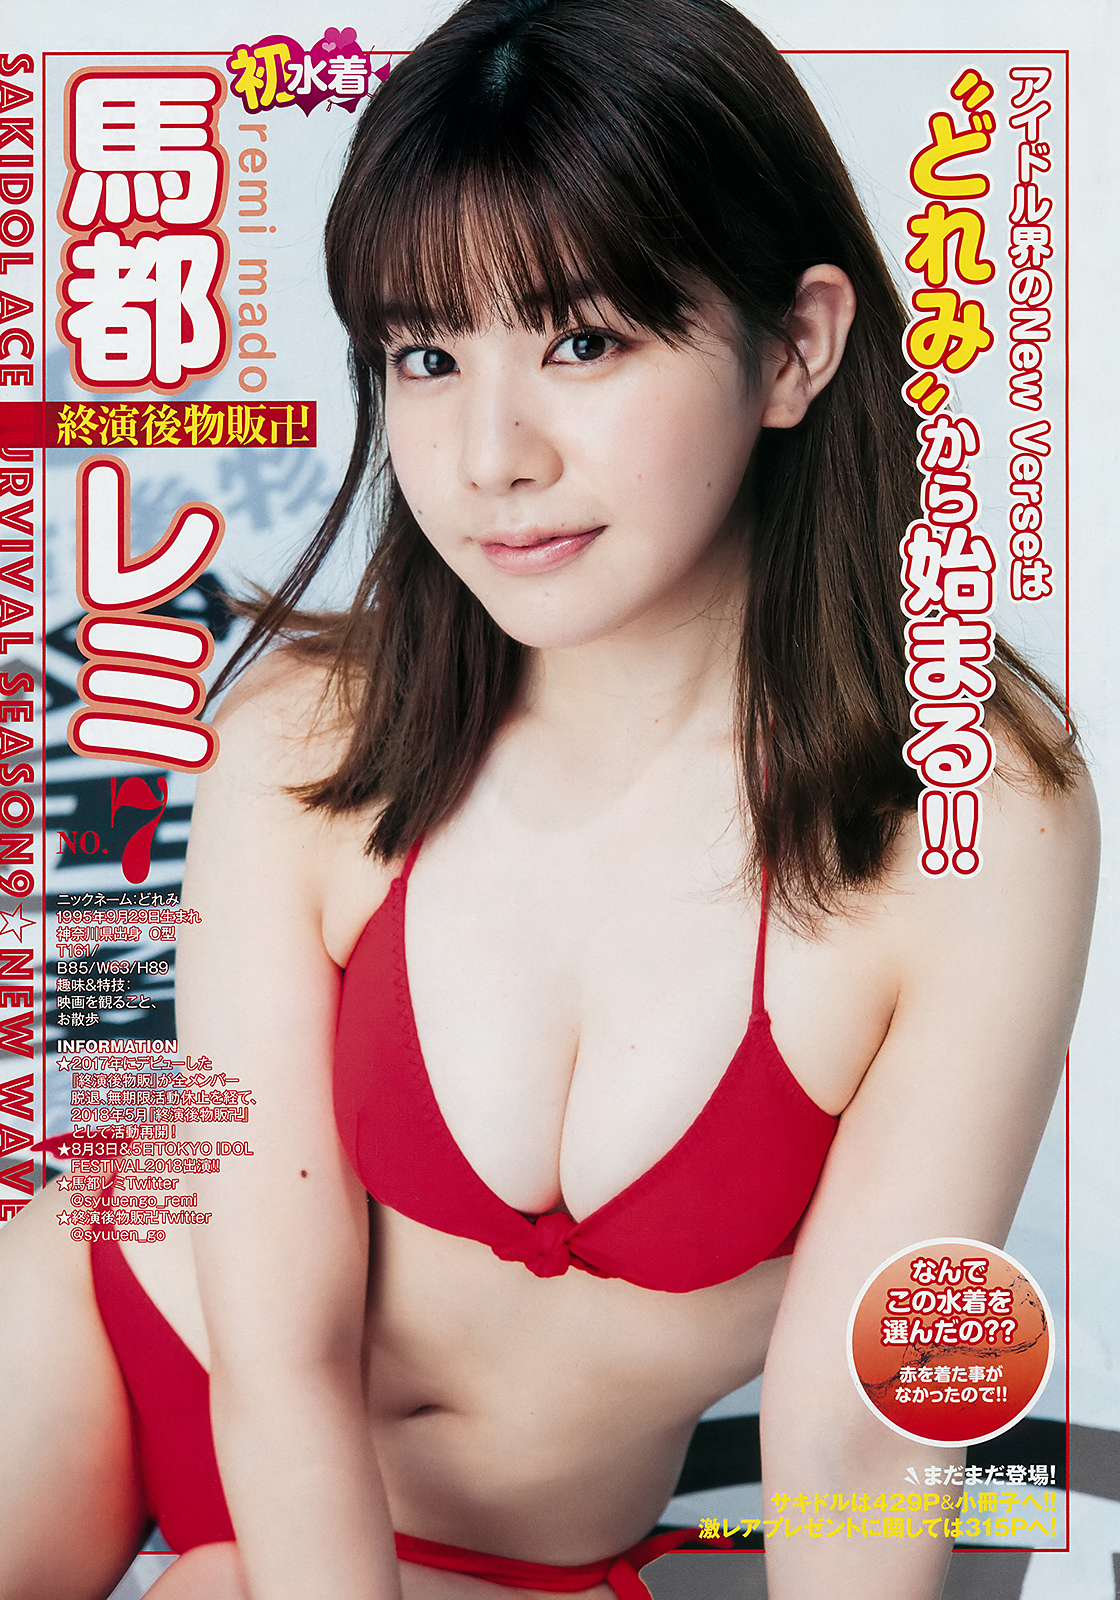 初水着
馬都
remi mado
終演後物販卍
レミ
NO.7
アイドル界のNew Verseは
“どれみ”から始まる!!
ニックネーム:どれみ
1995年9月29日生まれ
神奈川県出身 O型
T161/
B85/W63/H89
趣味&特技:
映画を観ること、
お散歩
INFORMATION
★2017年にデビューした
『終演後物販』が全メンバー
脱退、無期限活動休止を経て、
2018年5月『終演後物販卍』
として活動再開!
★8月3日&5日TOKYO IDOL
FESTIVAL2018出演!!
★馬都レミTwitter
@syuuengo_remi
★終演後物販卍Twitter
@syuuen_go
SAKIDOL ACE URVIVAL SEASON9☆NEW WAVE
なんで
この水着を
選んだの??
赤を着た事が
なかったので!!
まだまだ登場!
サキドルは429P&小冊子へ!!
激レアプレゼントに関しては315Pへ!